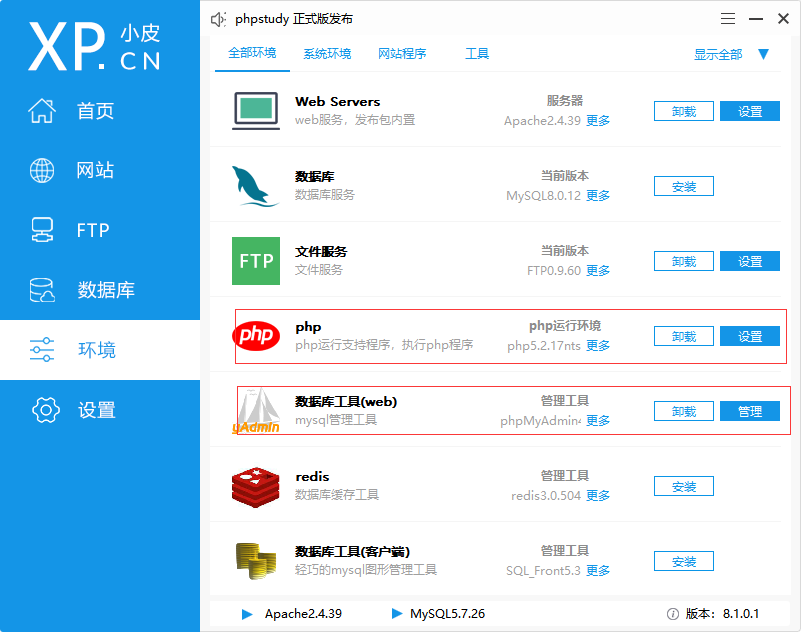 XP.小皮CN
phpstudy 正式版发布
首页
网站
FTP
数据库
环境
设置
全部环境 系统环境 网站程序 工具 显示全部
Web Servers 服务器
web服务，发布包内置 Apache2.4.39 更多 卸载 设置
数据库 当前版本
数据库服务 MySQL8.0.12 更多 安装
FTP 文件服务 当前版本
文件服务 FTP0.9.60 更多 卸载 设置
php php php运行环境
php运行支持程序，执行php程序 php5.2.17nts 更多 卸载 设置
数据库工具(web) 管理工具
yAdmin mysql管理工具 phpMyAdmin4 更多 卸载 管理
redis 管理工具
数据库缓存工具 redis3.0.504 更多 安装
数据库工具(客户端) 管理工具
轻巧的mysql图形管理工具 SQL_Front5.3 更多 安装
Apache2.4.39 MySQL5.7.26 版本：8.1.0.1